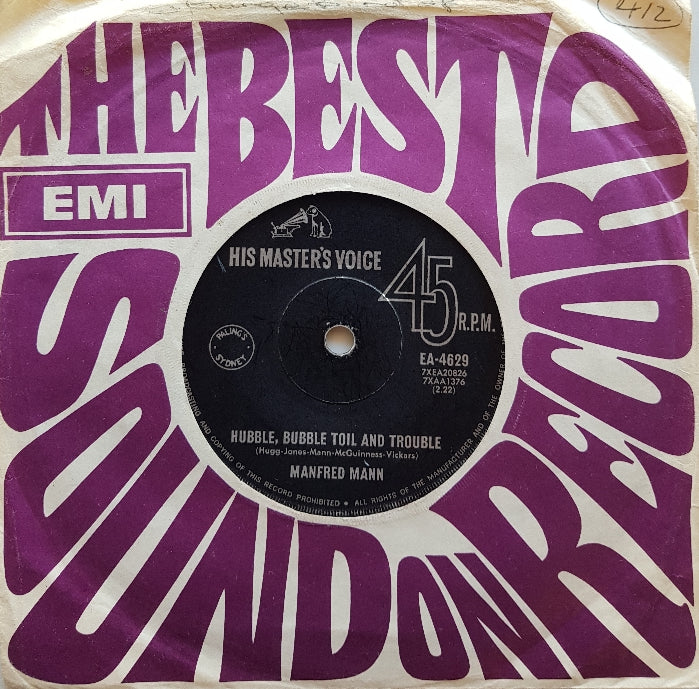 412
THE BEST SOUND ON RECORD
EMI
HIS MASTER'S VOICE
45 R.P.M.
PALING'S SYDNEY
EA-4629
7XEA20826
7XAA1376
(2.22)
HUBBLE, BUBBLE TOIL AND TROUBLE
(Hugg-Jones-Mann-McGuinness-Vickers)
MANFRED MANN
BROADCASTING AND COPYING OF THIS RECORD PROHIBITED • ALL RIGHTS OF THE MANUFACTURER AND OF THE OWNER OF